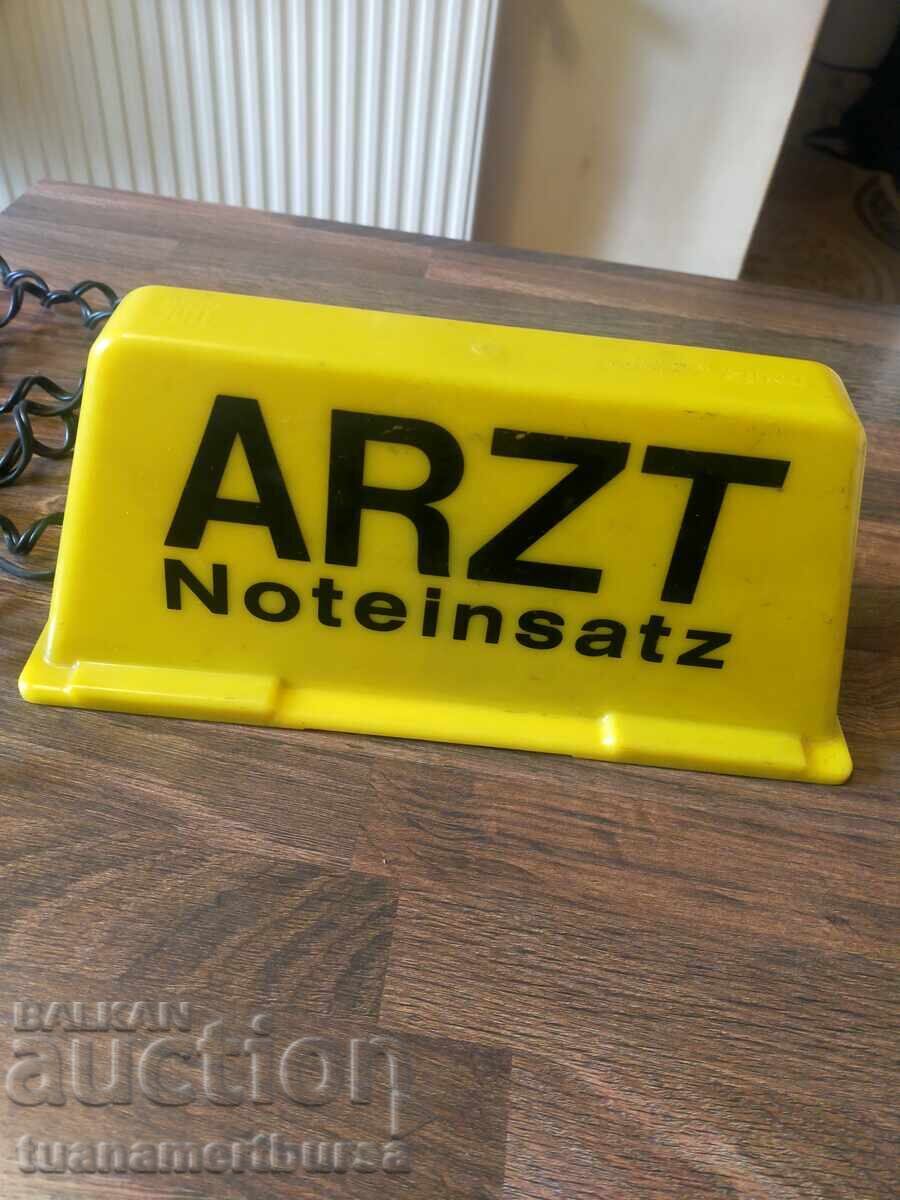 ARZT
Noteinsatz
BALKAN
auction
tuanamertbursa